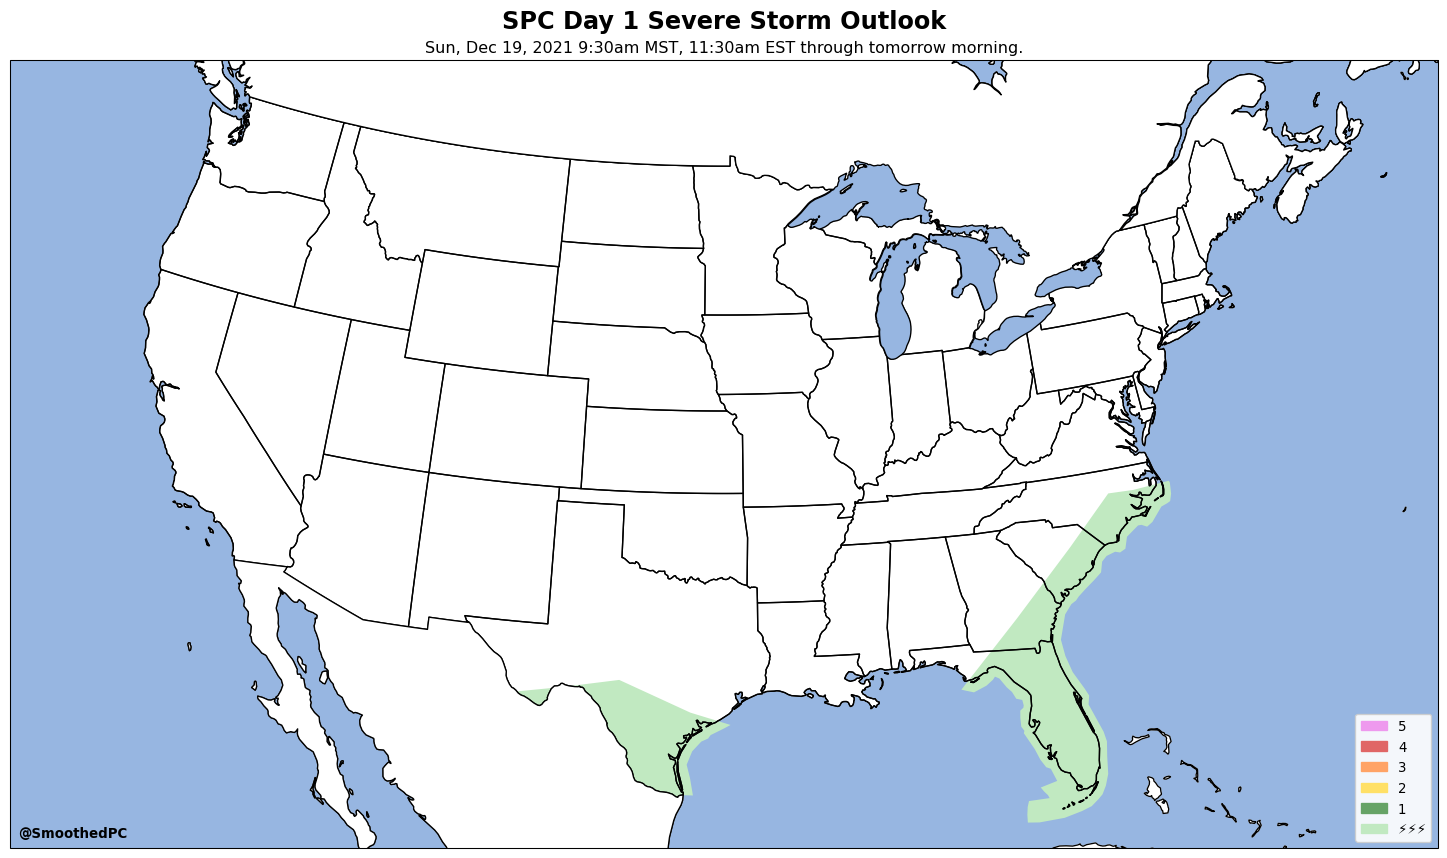 SPC Day 1 Severe Storm Outlook
Sun, Dec 19, 2021 9:30am MST, 11:30am EST through tomorrow morning.
5
4
3
2
1
⚡⚡⚡
@SmoothedPC